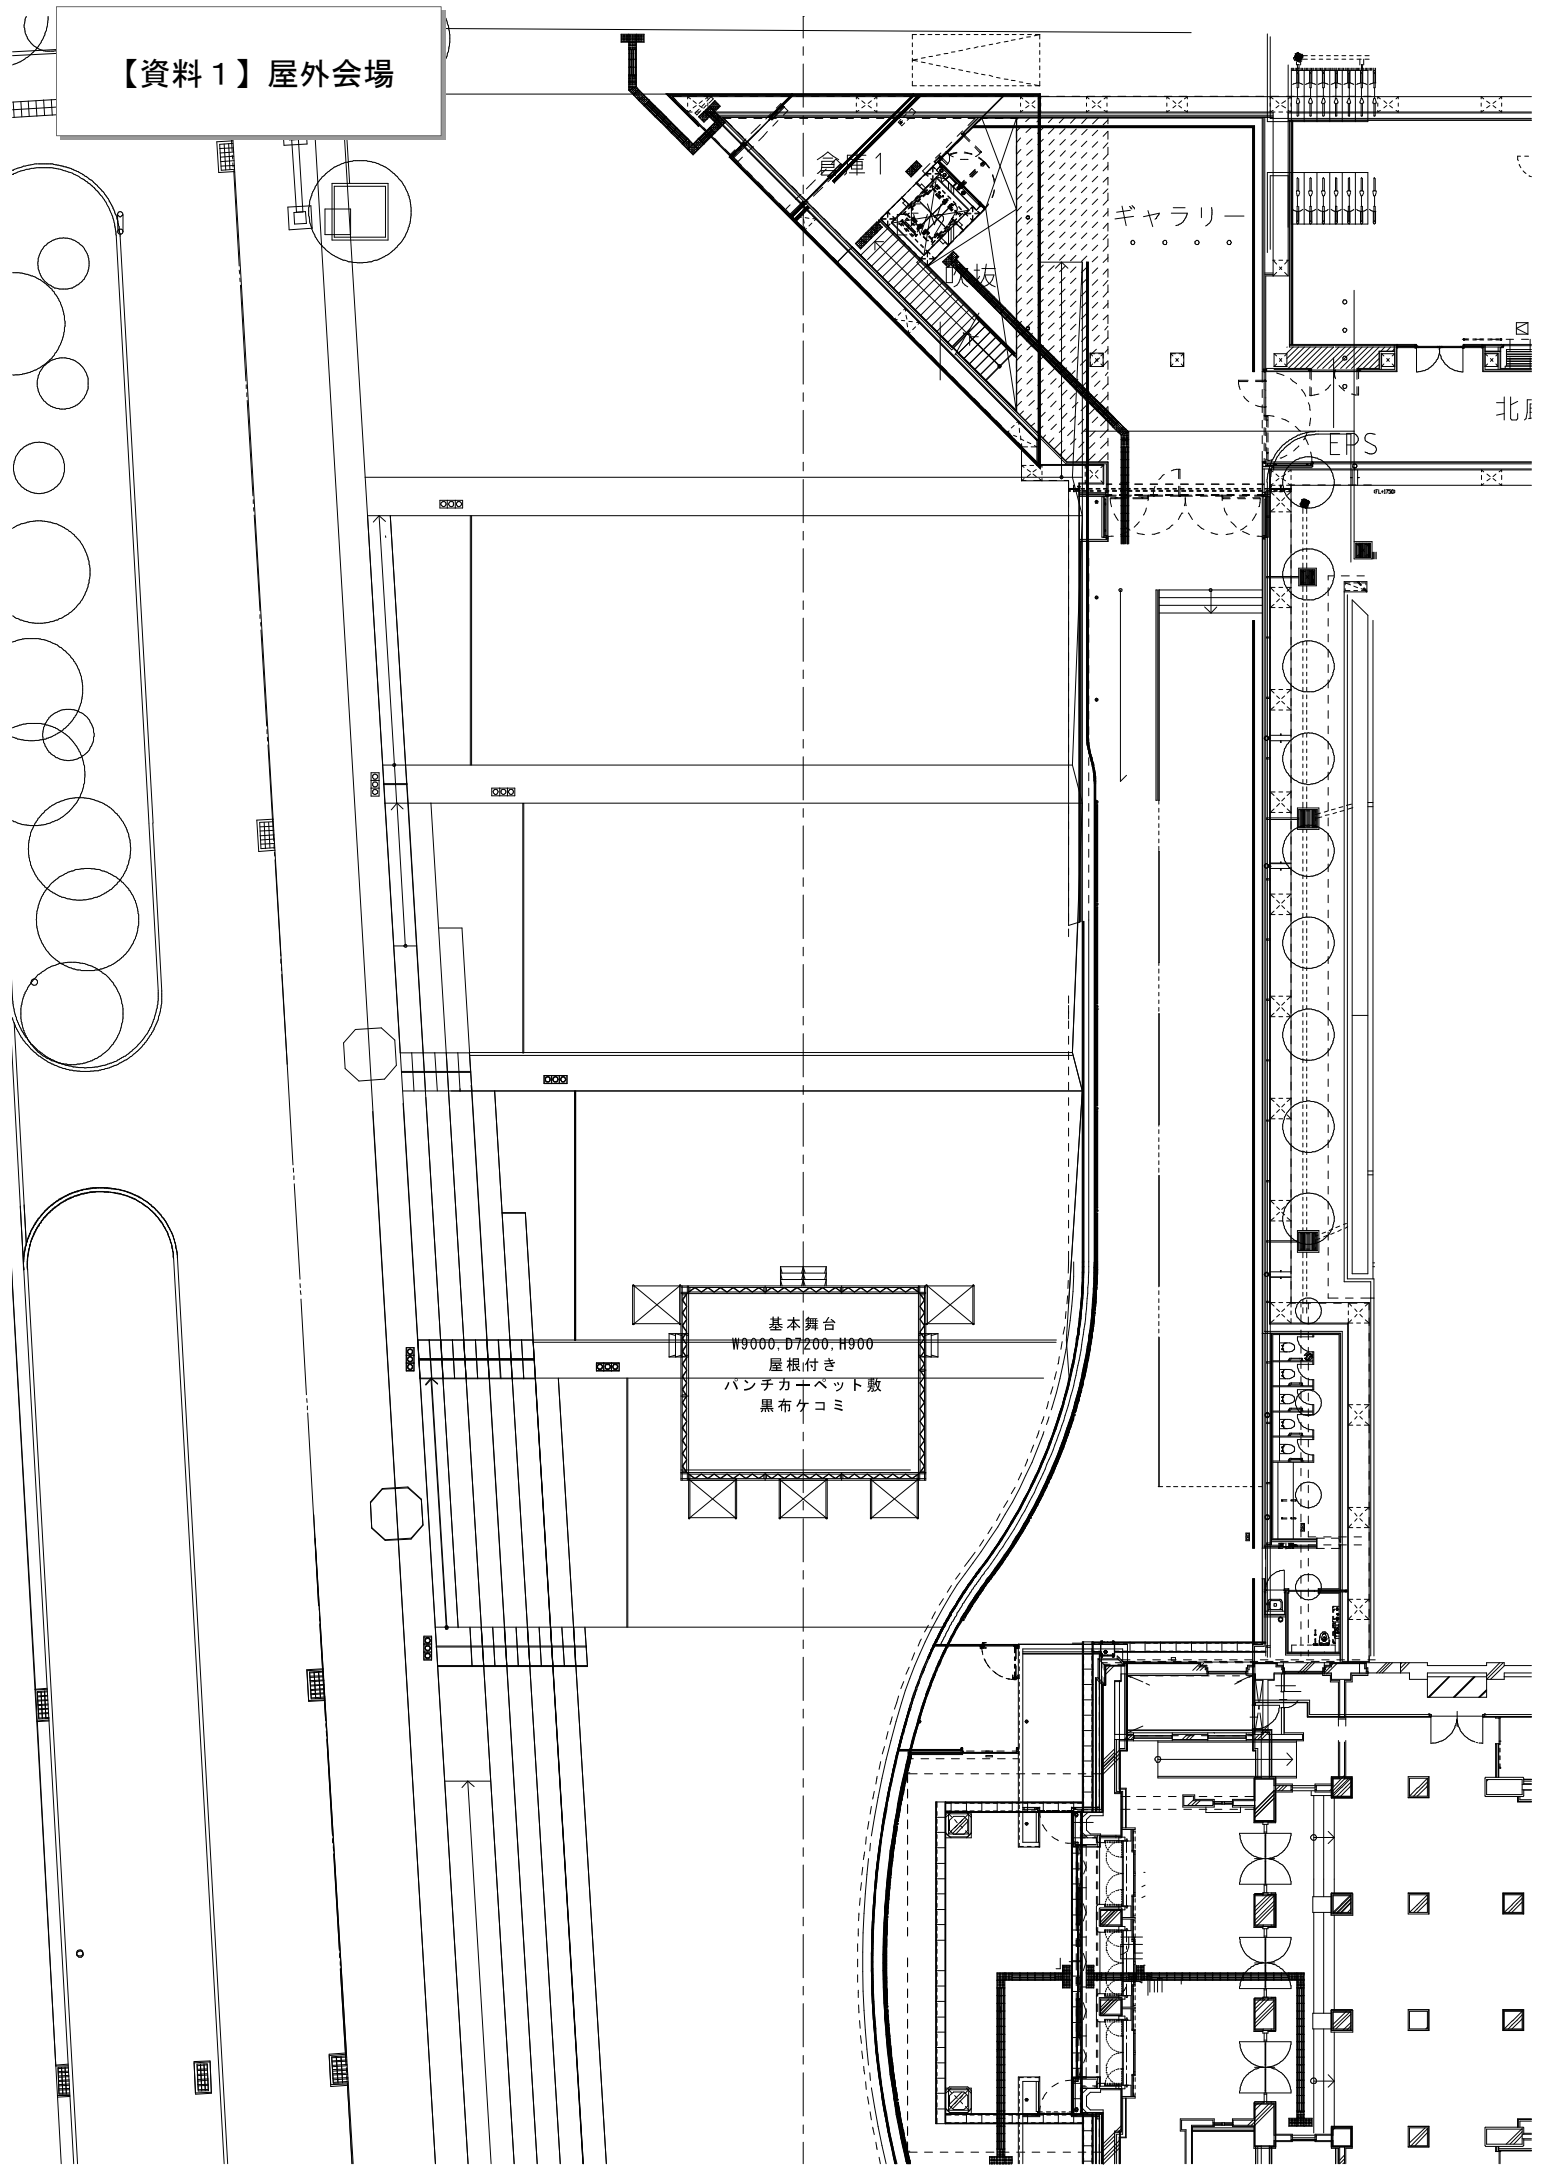 【資料１】屋外会場
倉庫1
ギャラリー
吹抜
EPS
基本舞台
W9000,D7200,H900
屋根付き
パンチカーペット敷
黒布ケコミ